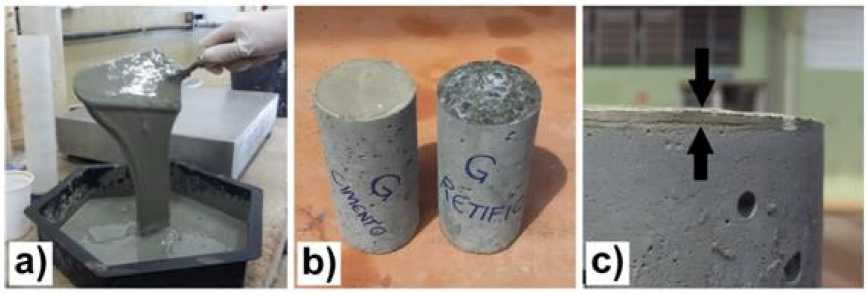 a)
b)
c)
G
CIMENTO
G
RETIFIC